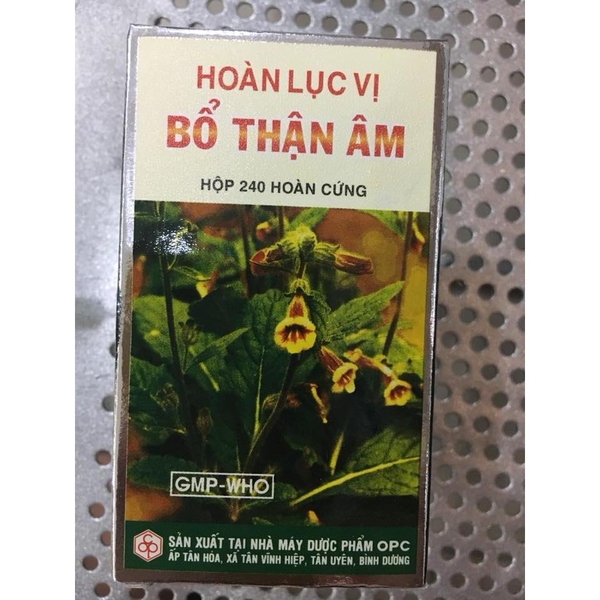 HOÀN LỤC VỊ
BỔ THẬN ÂM
HỘP 240 HOÀN CỨNG
GMP-WHO
SẢN XUẤT TẠI NHÀ MÁY DƯỢC PHẨM OPC
ẤP TÂN HÓA, XÃ TÂN VĨNH HIỆP, TÂN UYÊN, BÌNH DƯƠNG